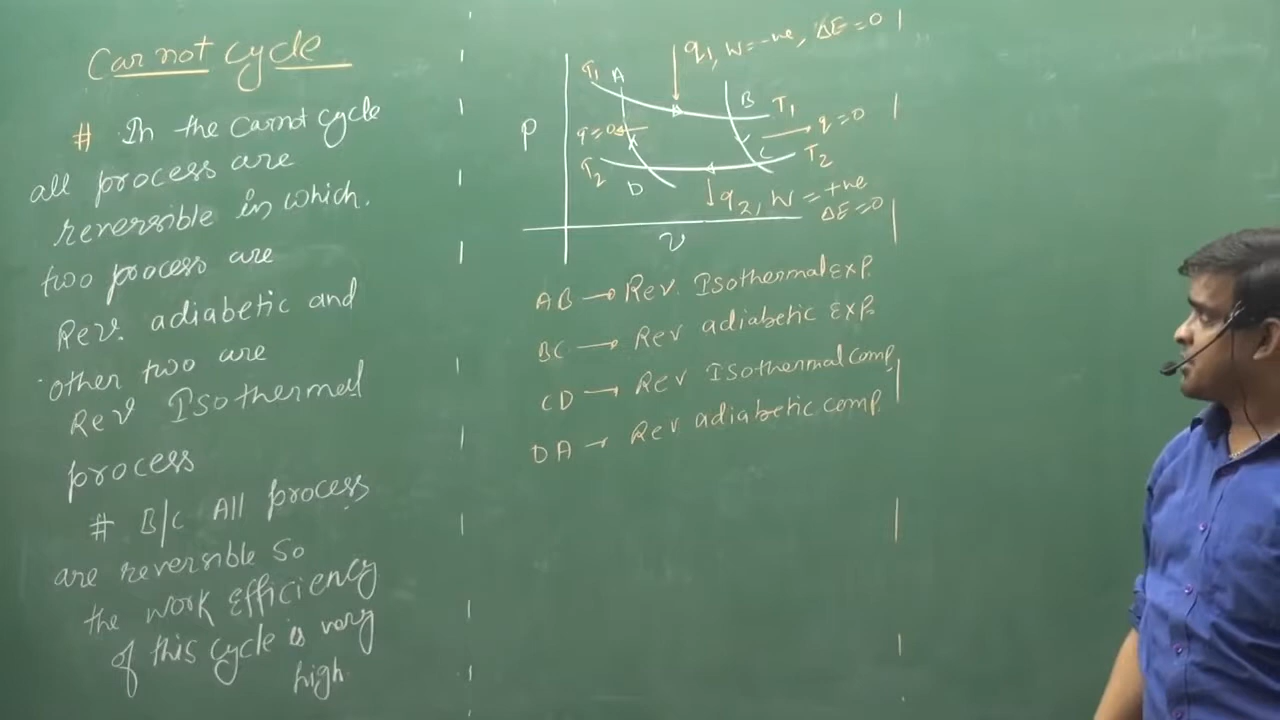 Carnot cycle
# In the Carnot cycle
all process are
reversible in which.
two process are
Rev. adiabetic and
other two are
Rev Isothermal
process
# B/c All process
are reversible so
the work efficiency
of this cycle is very
high.
q1, W=-ve, ΔE=0
T1 A
B T1
P
q=0
q=0
T2
C T2
D
q2, W=+ve
ΔE=0
V
AB → Rev. Isothermal Exp.
BC → Rev adiabetic Exp.
CD → Rev Isothermal comp.
DA → Rev adiabetic comp.